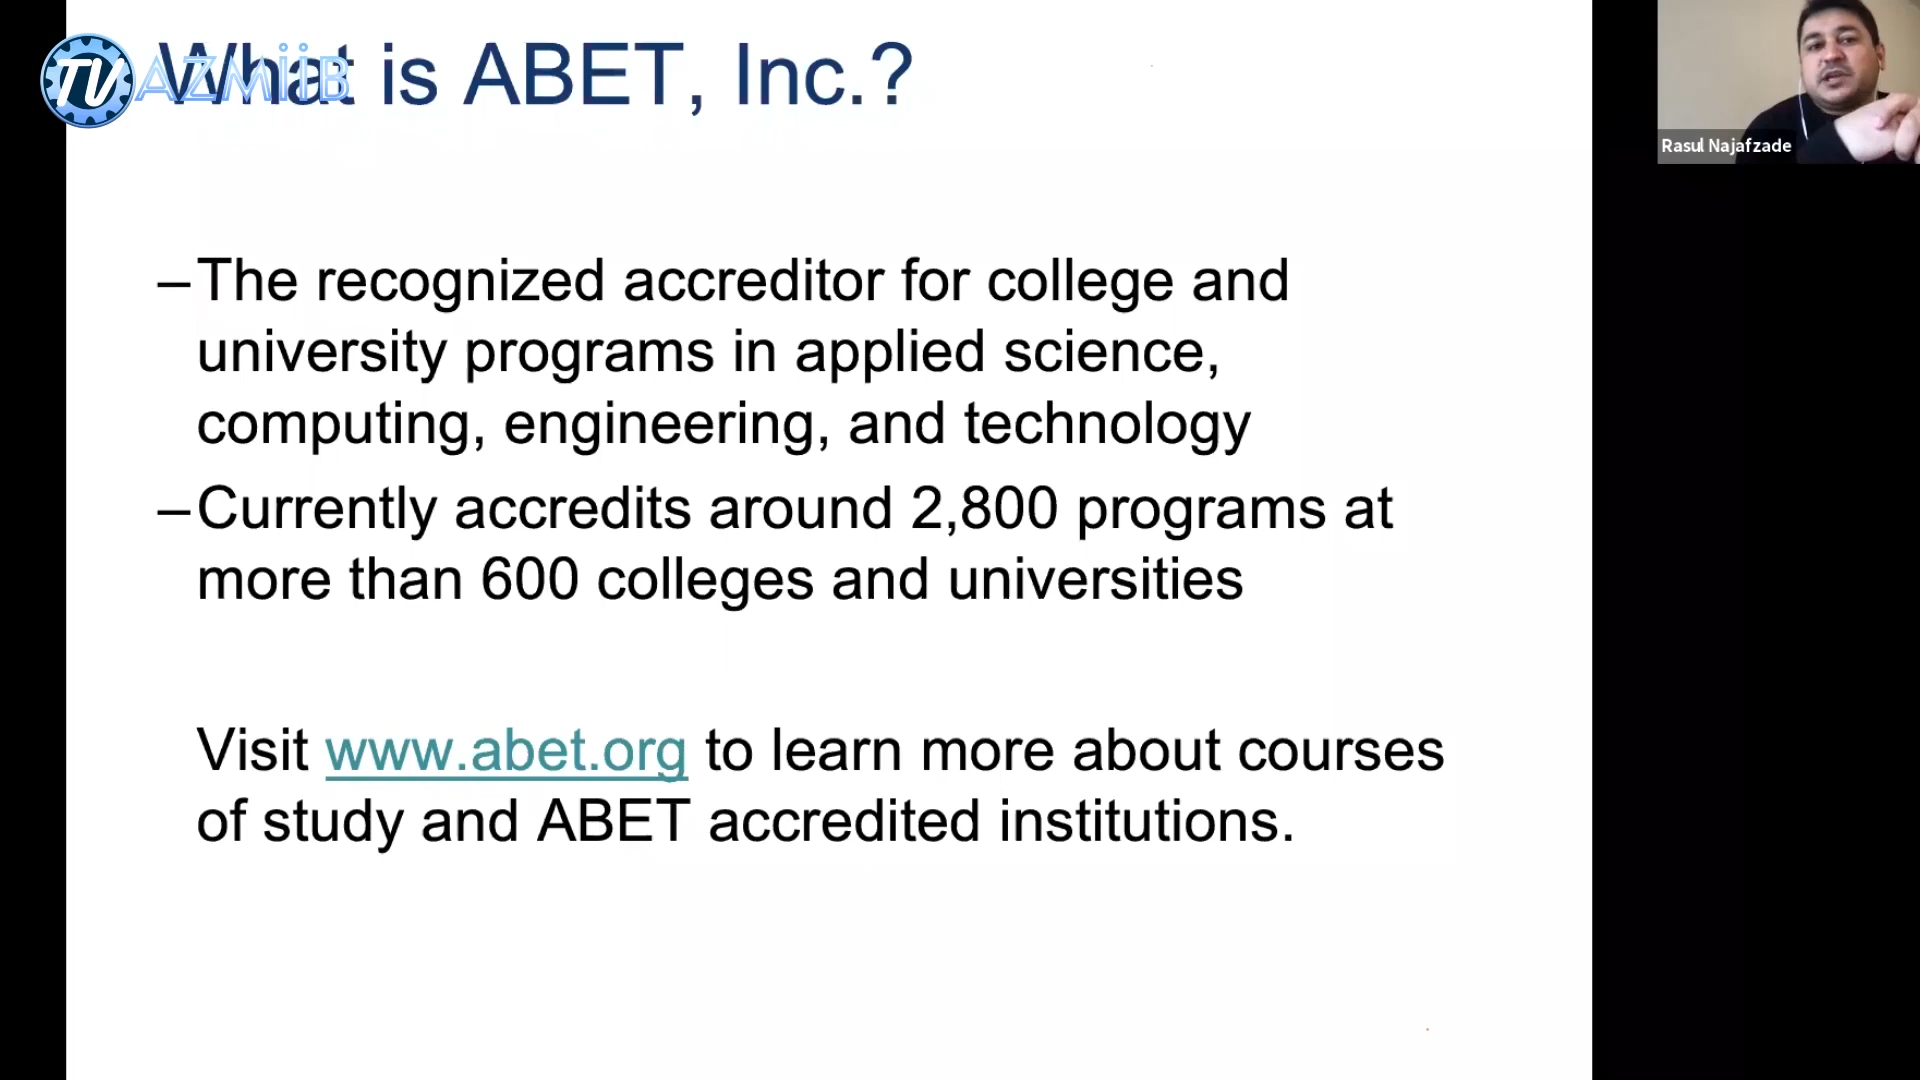 What is ABET, Inc.?
TV AZMiiB
Rasul Najafzade
–The recognized accreditor for college and
university programs in applied science,
computing, engineering, and technology
–Currently accredits around 2,800 programs at
more than 600 colleges and universities
Visit www.abet.org to learn more about courses
of study and ABET accredited institutions.